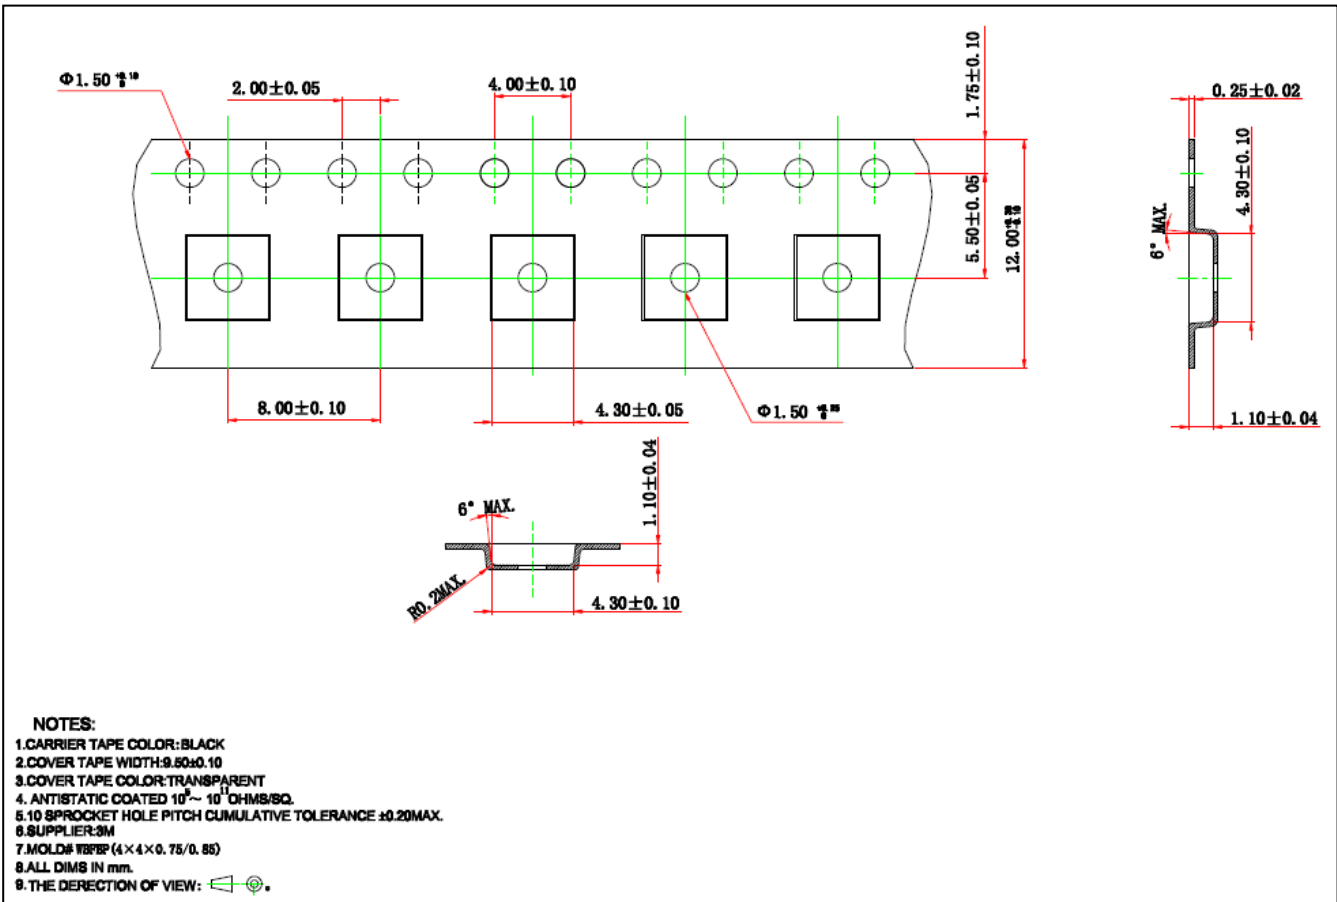 Φ1.50 +0.10 0
2.00±0.05
4.00±0.10
1.75±0.10
0.25±0.02
5.50±0.05
12.00
4.30±0.10
6° MAX.
8.00±0.10
4.30±0.05
Φ1.50
1.10±0.04
1.10±0.04
6° MAX.
R0.2MAX.
4.30±0.10
NOTES:
1.CARRIER TAPE COLOR:BLACK
2.COVER TAPE WIDTH:9.50±0.10
3.COVER TAPE COLOR:TRANSPARENT
4. ANTISTATIC COATED ~ 10¹¹OHMS/SQ.
5.10 SPROCKET HOLE PITCH CUMULATIVE TOLERANCE ±0.20MAX.
6.SUPPLIER:3M
7.MOLD# (4×4×0.75/0.85)
8.ALL DIMS IN mm.
9.THE DERECTION OF VIEW: